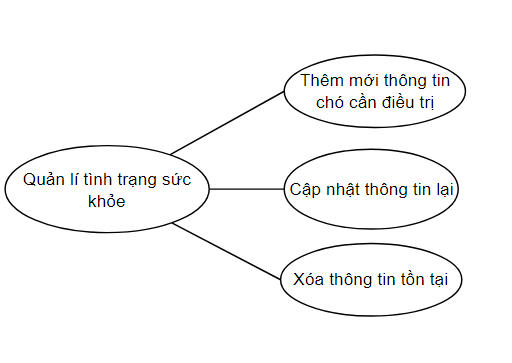 Thêm mới thông tin
chó cần điều trị
Quản lí tình trạng sức
khỏe
Cập nhật thông tin lại
Xóa thông tin tồn tại